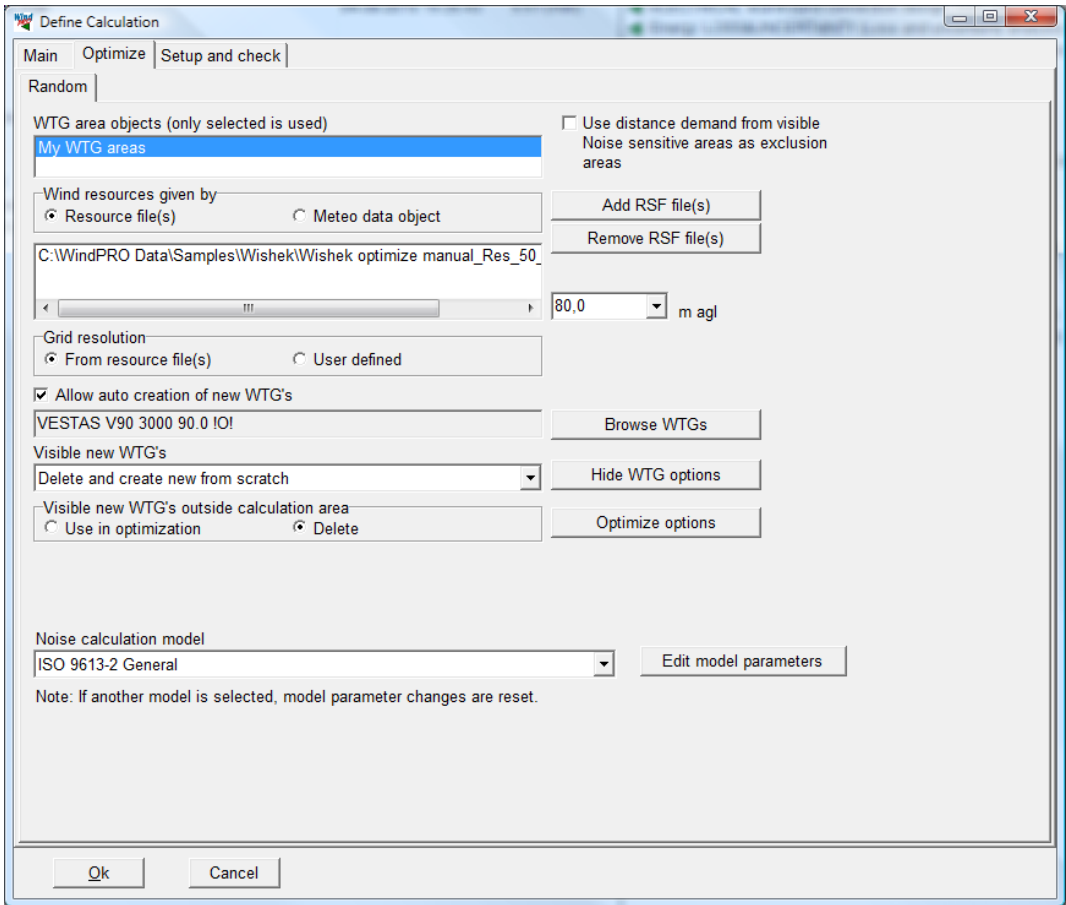 Wind
PRO
Define Calculation
Main
Optimize
Setup and check
Random
WTG area objects (only selected is used)
My WTG areas
Use distance demand from visible
Noise sensitive areas as exclusion
areas
Wind resources given by
Resource file(s)
Meteo data object
Add RSF file(s)
Remove RSF file(s)
C:\WindPRO Data\Samples\Wishek\Wishek optimize manual_Res_50_
80,0
m agl
Grid resolution
From resource file(s)
User defined
Allow auto creation of new WTG's
VESTAS V90 3000 90.0 !O!
Browse WTGs
Visible new WTG's
Delete and create new from scratch
Hide WTG options
Visible new WTG's outside calculation area
Use in optimization
Delete
Optimize options
Noise calculation model
ISO 9613-2 General
Edit model parameters
Note: If another model is selected, model parameter changes are reset.
Ok
Cancel